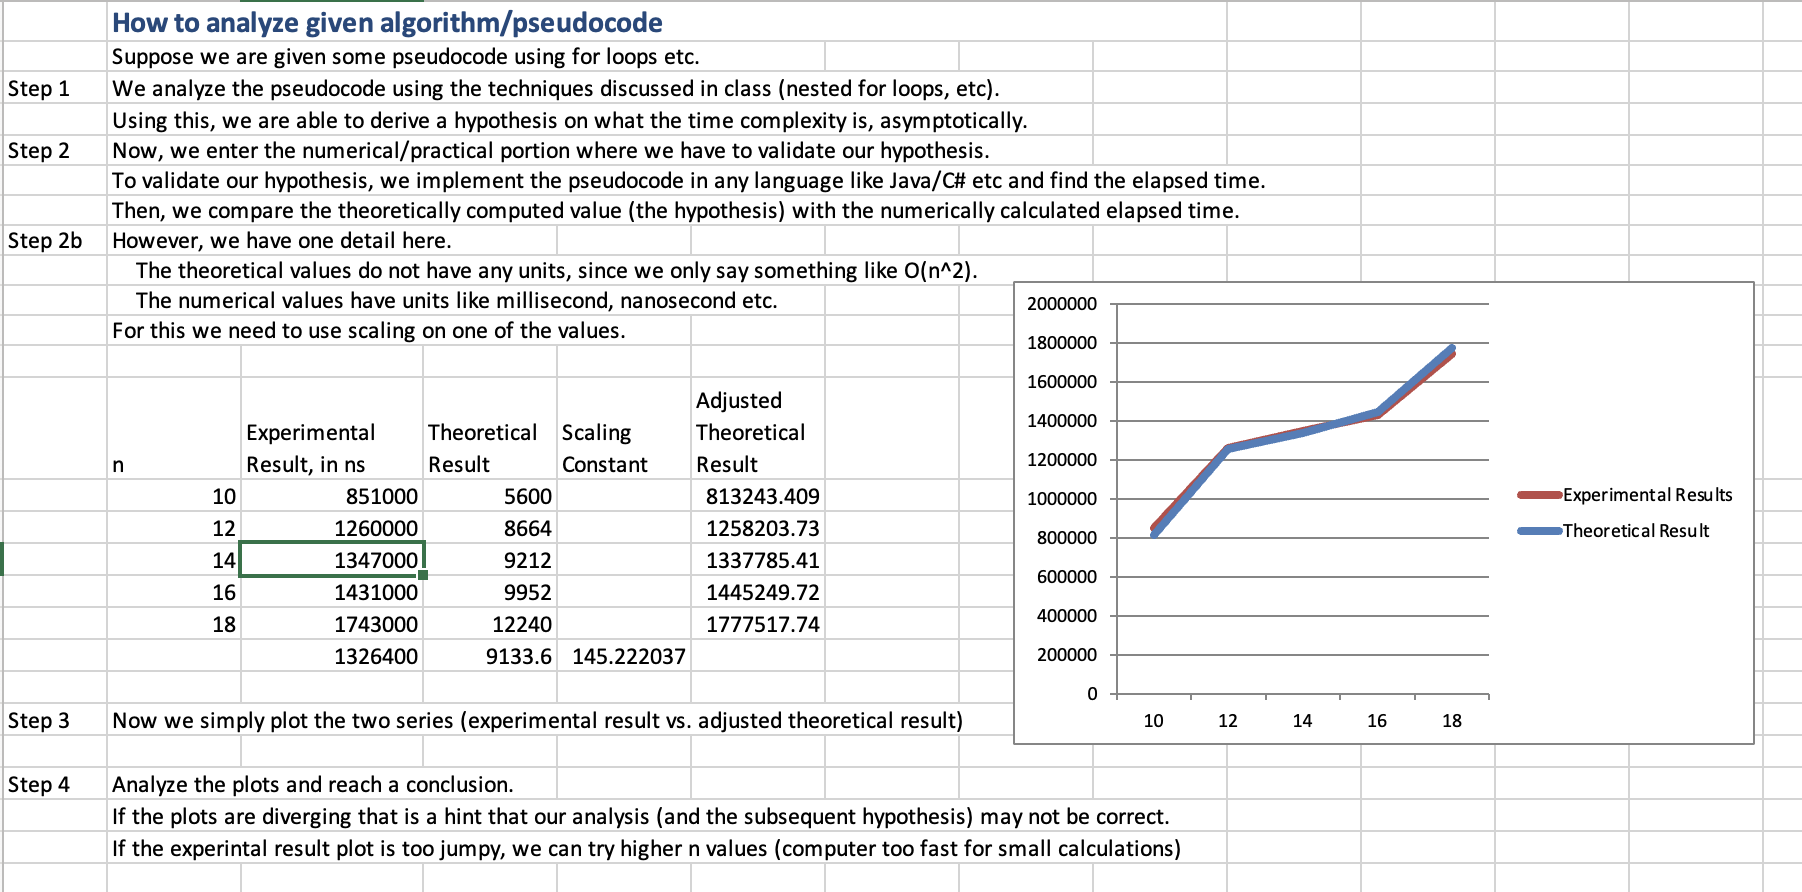 How to analyze given algorithm/pseudocode
Suppose we are given some pseudocode using for loops etc.
Step 1 We analyze the pseudocode using the techniques discussed in class (nested for loops, etc).
Using this, we are able to derive a hypothesis on what the time complexity is, asymptotically.
Step 2 Now, we enter the numerical/practical portion where we have to validate our hypothesis.
To validate our hypothesis, we implement the pseudocode in any language like Java/C# etc and find the elapsed time.
Then, we compare the theoretically computed value (the hypothesis) with the numerically calculated elapsed time.
Step 2b However, we have one detail here.
The theoretical values do not have any units, since we only say something like O(n^2).
The numerical values have units like millisecond, nanosecond etc.
For this we need to use scaling on one of the values.
Adjusted
Experimental Theoretical Scaling Theoretical
n Result, in ns Result Constant Result
10 851000 5600 813243.409
12 1260000 8664 1258203.73
14 1347000 9212 1337785.41
16 1431000 9952 1445249.72
18 1743000 12240 1777517.74
1326400 9133.6 145.222037
2000000
1800000
1600000
1400000
1200000
1000000
800000
600000
400000
200000
0
10 12 14 16 18
Experimental Results
Theoretical Result
Step 3 Now we simply plot the two series (experimental result vs. adjusted theoretical result)
Step 4 Analyze the plots and reach a conclusion.
If the plots are diverging that is a hint that our analysis (and the subsequent hypothesis) may not be correct.
If the experintal result plot is too jumpy, we can try higher n values (computer too fast for small calculations)